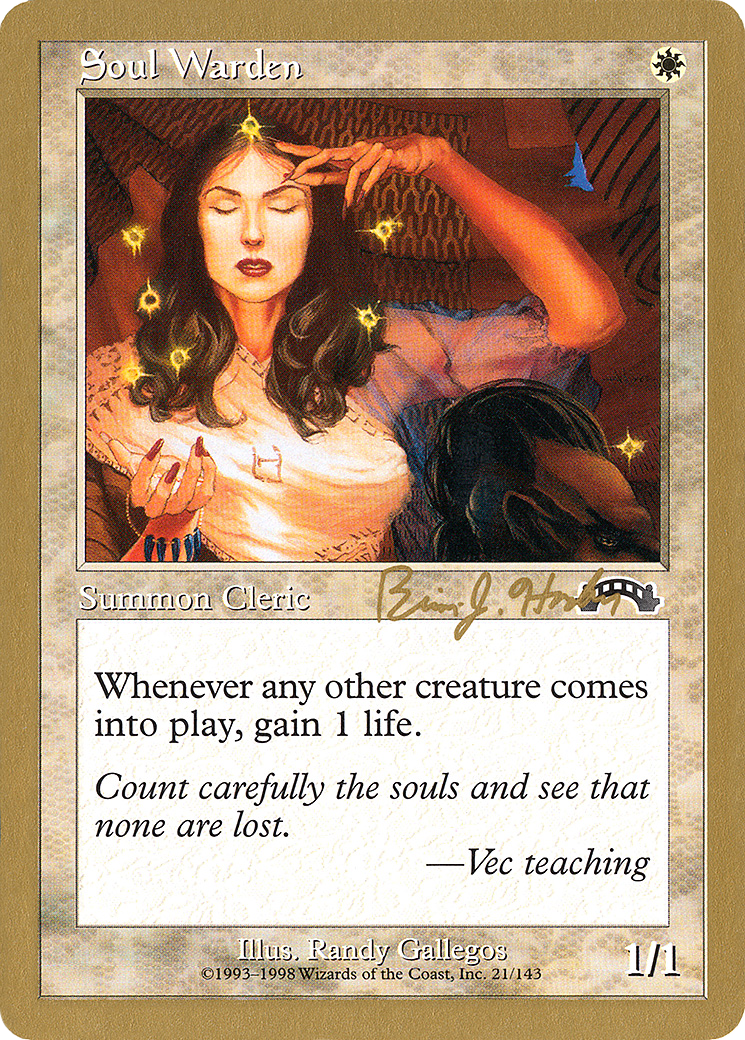 Soul Warden
Summon Cleric
Brian J. Hacker
Whenever any other creature comes
into play, gain 1 life.
Count carefully the souls and see that
none are lost.
—Vec teaching
Illus. Randy Gallegos
©1993–1998 Wizards of the Coast, Inc. 21/143
1/1